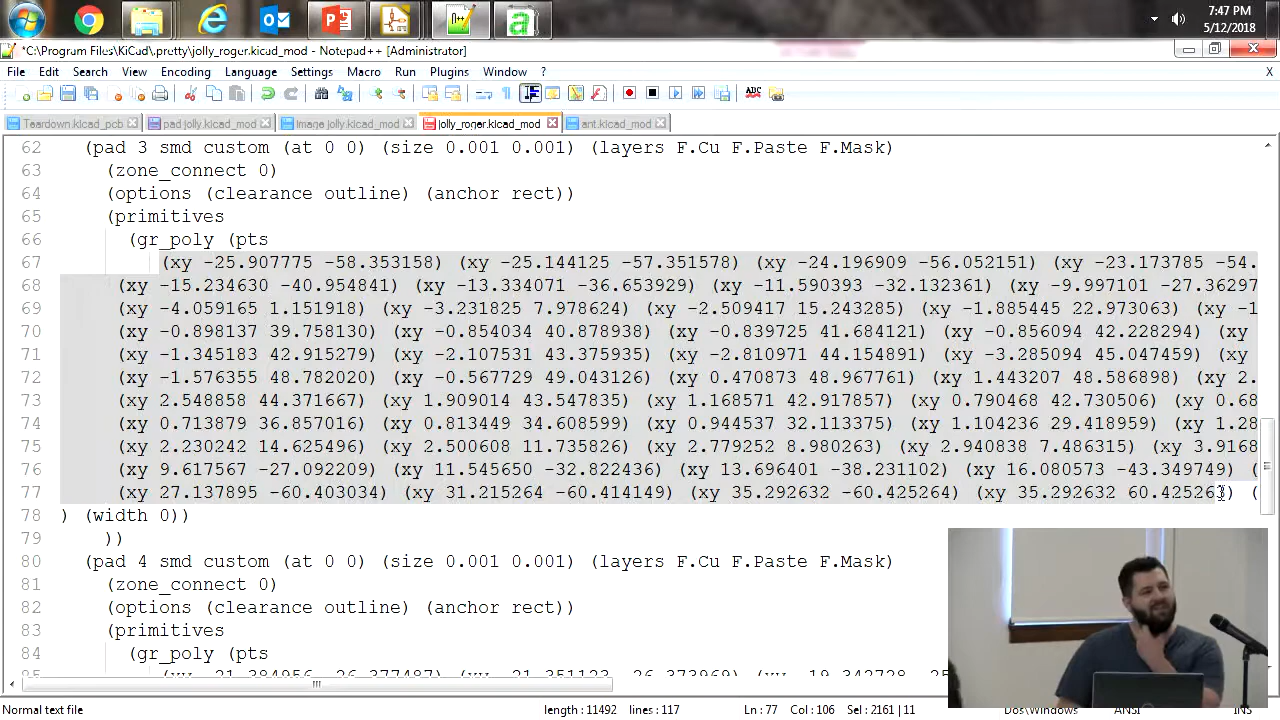 7:47 PM
5/12/2018
*C:\Program Files\KiCad\.pretty\jolly_roger.kicad_mod - Notepad++ [Administrator]
File Edit Search View Encoding Language Settings Macro Run Plugins Window ? X
ABC
Teardown.kicad_pcb pad jolly.kicad_mod image jolly.kicad_mod jolly_roger.kicad_mod ant.kicad_mod
62 (pad 3 smd custom (at 0 0) (size 0.001 0.001) (layers F.Cu F.Paste F.Mask)
63 (zone_connect 0)
64 (options (clearance outline) (anchor rect))
65 (primitives
66 (gr_poly (pts
67 (xy -25.907775 -58.353158) (xy -25.144125 -57.351578) (xy -24.196909 -56.052151) (xy -23.173785 -54.
68 (xy -15.234630 -40.954841) (xy -13.334071 -36.653929) (xy -11.590393 -32.132361) (xy -9.997101 -27.36297
69 (xy -4.059165 1.151918) (xy -3.231825 7.978624) (xy -2.509417 15.243285) (xy -1.885445 22.973063) (xy -1
70 (xy -0.898137 39.758130) (xy -0.854034 40.878938) (xy -0.839725 41.684121) (xy -0.856094 42.228294) (xy -
71 (xy -1.345183 42.915279) (xy -2.107531 43.375935) (xy -2.810971 44.154891) (xy -3.285094 45.047459) (xy
72 (xy -1.576355 48.782020) (xy -0.567729 49.043126) (xy 0.470873 48.967761) (xy 1.443207 48.586898) (xy 2.
73 (xy 2.548858 44.371667) (xy 1.909014 43.547835) (xy 1.168571 42.917857) (xy 0.790468 42.730506) (xy 0.68
74 (xy 0.713879 36.857016) (xy 0.813449 34.608599) (xy 0.944537 32.113375) (xy 1.104236 29.418959) (xy 1.28
75 (xy 2.230242 14.625496) (xy 2.500608 11.735826) (xy 2.779252 8.980263) (xy 2.940838 7.486315) (xy 3.9168
76 (xy 9.617567 -27.092209) (xy 11.545650 -32.822436) (xy 13.696401 -38.231102) (xy 16.080573 -43.349749) (
77 (xy 27.137895 -60.403034) (xy 31.215264 -60.414149) (xy 35.292632 -60.425264) (xy 35.292632 60.425263) (
78 ) (width 0))
79 ))
80 (pad 4 smd custom (at 0 0) (size 0.001 0.001) (layers F.Cu F.Paste F.Mask)
81 (zone_connect 0)
82 (options (clearance outline) (anchor rect))
83 (primitives
84 (gr_poly (pts
Normal text file length : 11492 lines : 117 Ln : 77 Col : 106 Sel : 2161 | 11 Dos\Windows ANSI INS